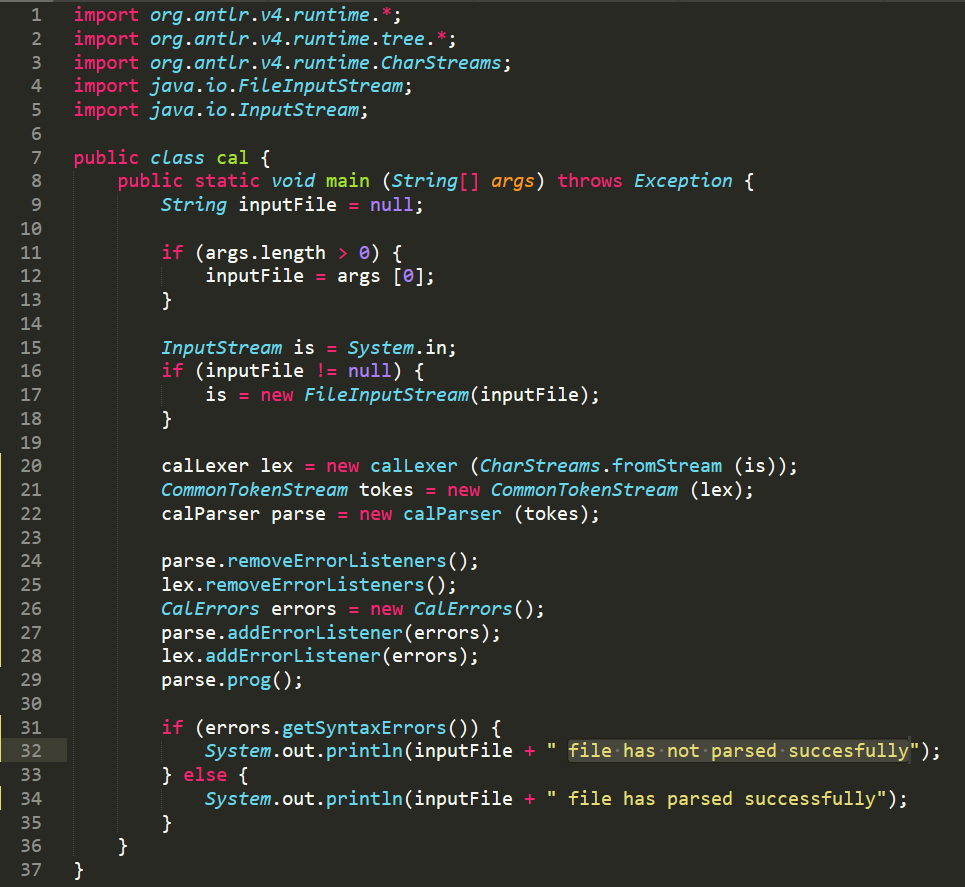 1 import org.antlr.v4.runtime.*;
2 import org.antlr.v4.runtime.tree.*;
3 import org.antlr.v4.runtime.CharStreams;
4 import java.io.FileInputStream;
5 import java.io.InputStream;
6
7 public class cal {
8     public static void main (String[] args) throws Exception {
9         String inputFile = null;
10
11         if (args.length > 0) {
12             inputFile = args [0];
13         }
14
15         InputStream is = System.in;
16         if (inputFile != null) {
17             is = new FileInputStream(inputFile);
18         }
19
20         calLexer lex = new calLexer (CharStreams.fromStream (is));
21         CommonTokenStream tokes = new CommonTokenStream (lex);
22         calParser parse = new calParser (tokes);
23
24         parse.removeErrorListeners();
25         lex.removeErrorListeners();
26         CalErrors errors = new CalErrors();
27         parse.addErrorListener(errors);
28         lex.addErrorListener(errors);
29         parse.prog();
30
31         if (errors.getSyntaxErrors()) {
32             System.out.println(inputFile + " file has not parsed succesfully");
33         } else {
34             System.out.println(inputFile + " file has parsed successfully");
35         }
36     }
37 }